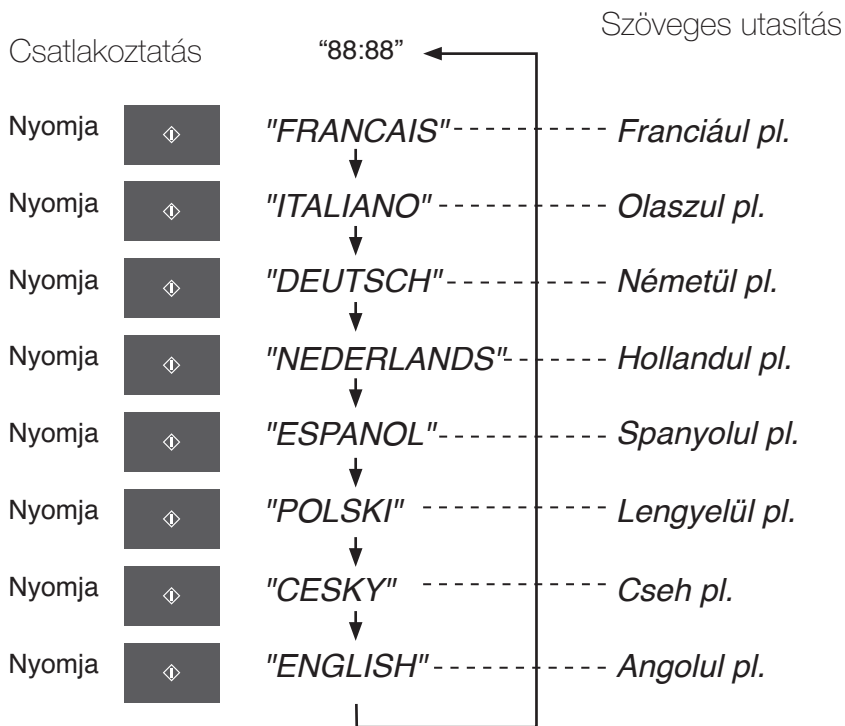 Szöveges utasítás
Csatlakoztatás “88:88”
Nyomja "FRANCAIS" Franciául pl.
Nyomja "ITALIANO" Olaszul pl.
Nyomja "DEUTSCH" Németül pl.
Nyomja "NEDERLANDS" Hollandul pl.
Nyomja "ESPANOL" Spanyolul pl.
Nyomja "POLSKI" Lengyelül pl.
Nyomja "CESKY" Cseh pl.
Nyomja "ENGLISH" Angolul pl.